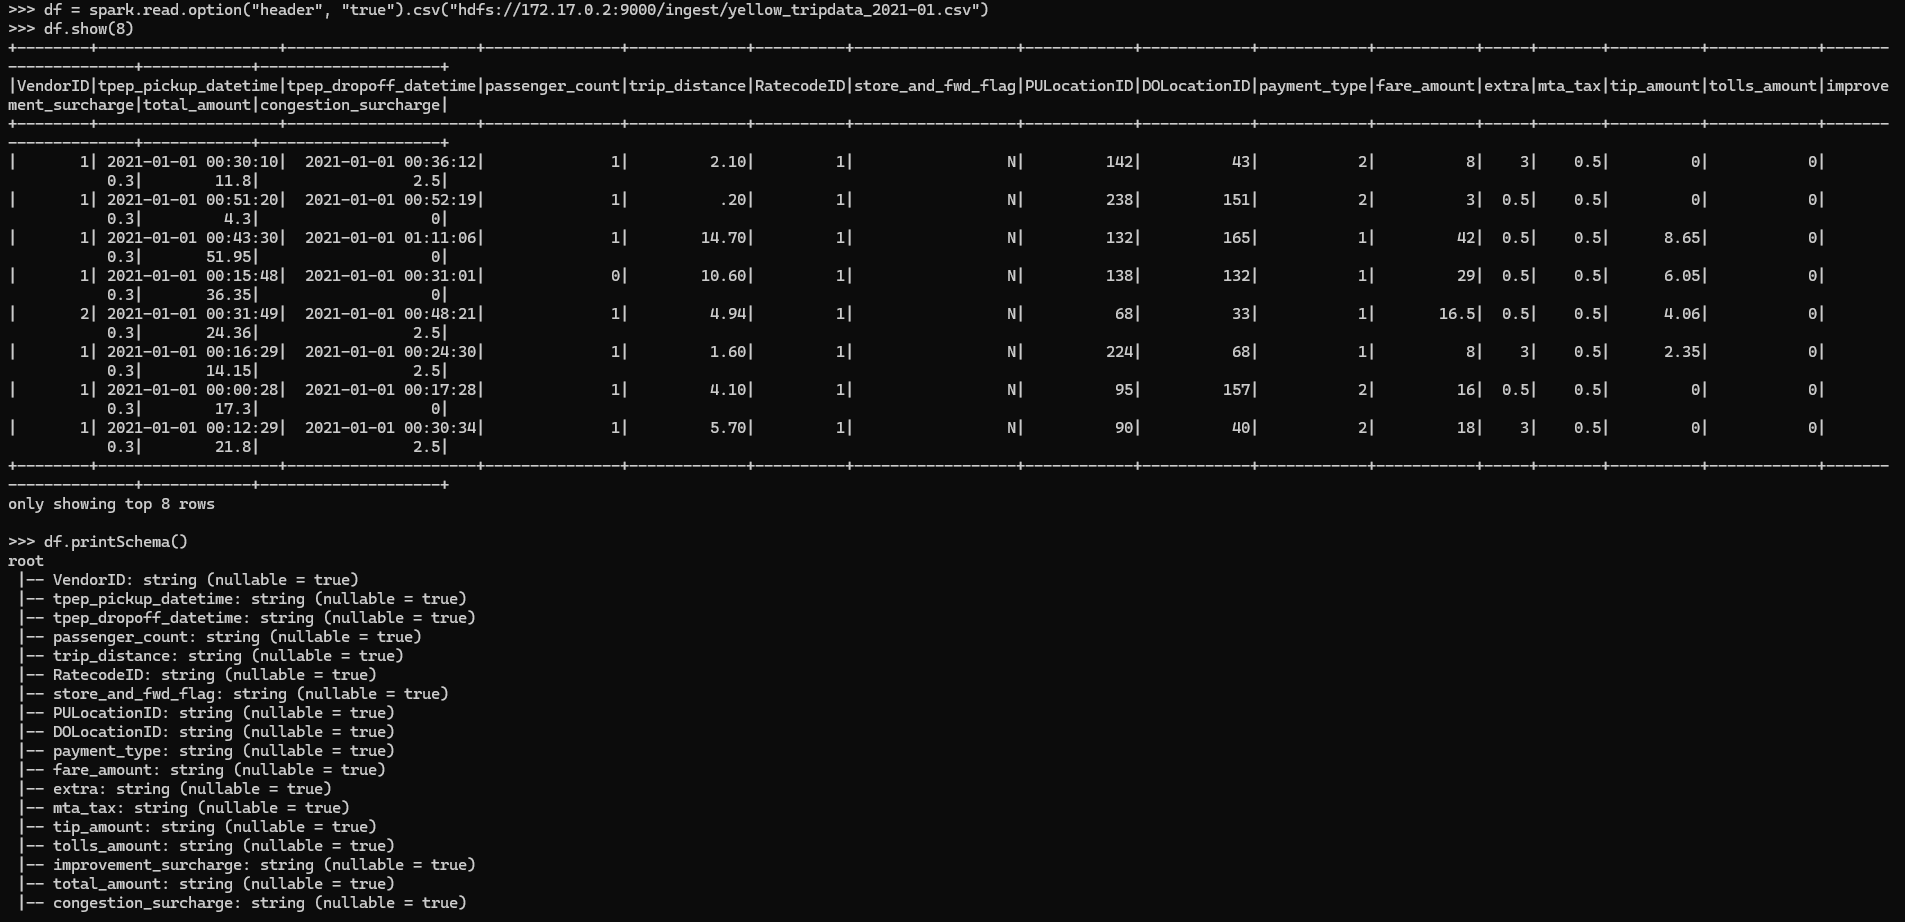 >>> df = spark.read.option("header", "true").csv("hdfs://172.17.0.2:9000/ingest/yellow_tripdata_2021-01.csv")
>>> df.show(8)
+--------+--------------------+---------------------+---------------+-------------+----------+------------------+------------+------------+------------+-----------+-----+-------+----------+------------+-------
--------------+------------+--------------------+
|VendorID|tpep_pickup_datetime|tpep_dropoff_datetime|passenger_count|trip_distance|RatecodeID|store_and_fwd_flag|PULocationID|DOLocationID|payment_type|fare_amount|extra|mta_tax|tip_amount|tolls_amount|improve
ment_surcharge|total_amount|congestion_surcharge|
+--------+--------------------+---------------------+---------------+-------------+----------+------------------+------------+------------+------------+-----------+-----+-------+----------+------------+-------
--------------+------------+--------------------+
|       1| 2021-01-01 00:30:10|  2021-01-01 00:36:12|              1|         2.10|         1|                 N|         142|          43|           2|          8|    3|    0.5|         0|           0|
           0.3|        11.8|                 2.5|
|       1| 2021-01-01 00:51:20|  2021-01-01 00:52:19|              1|          .20|         1|                 N|         238|         151|           2|          3|  0.5|    0.5|         0|           0|
           0.3|         4.3|                   0|
|       1| 2021-01-01 00:43:30|  2021-01-01 01:11:06|              1|        14.70|         1|                 N|         132|         165|           1|         42|  0.5|    0.5|      8.65|           0|
           0.3|       51.95|                   0|
|       1| 2021-01-01 00:15:48|  2021-01-01 00:31:01|              0|        10.60|         1|                 N|         138|         132|           1|         29|  0.5|    0.5|      6.05|           0|
           0.3|       36.35|                   0|
|       2| 2021-01-01 00:31:49|  2021-01-01 00:48:21|              1|         4.94|         1|                 N|          68|          33|           1|       16.5|  0.5|    0.5|      4.06|           0|
           0.3|       24.36|                 2.5|
|       1| 2021-01-01 00:16:29|  2021-01-01 00:24:30|              1|         1.60|         1|                 N|         224|          68|           1|          8|    3|    0.5|      2.35|           0|
           0.3|       14.15|                 2.5|
|       1| 2021-01-01 00:00:28|  2021-01-01 00:17:28|              1|         4.10|         1|                 N|          95|         157|           2|         16|  0.5|    0.5|         0|           0|
           0.3|        17.3|                   0|
|       1| 2021-01-01 00:12:29|  2021-01-01 00:30:34|              1|         5.70|         1|                 N|          90|          40|           2|         18|    3|    0.5|         0|           0|
           0.3|        21.8|                 2.5|
+--------+--------------------+---------------------+---------------+-------------+----------+------------------+------------+------------+------------+-----------+-----+-------+----------+------------+-------
--------------+------------+--------------------+
only showing top 8 rows

>>> df.printSchema()
root
 |-- VendorID: string (nullable = true)
 |-- tpep_pickup_datetime: string (nullable = true)
 |-- tpep_dropoff_datetime: string (nullable = true)
 |-- passenger_count: string (nullable = true)
 |-- trip_distance: string (nullable = true)
 |-- RatecodeID: string (nullable = true)
 |-- store_and_fwd_flag: string (nullable = true)
 |-- PULocationID: string (nullable = true)
 |-- DOLocationID: string (nullable = true)
 |-- payment_type: string (nullable = true)
 |-- fare_amount: string (nullable = true)
 |-- extra: string (nullable = true)
 |-- mta_tax: string (nullable = true)
 |-- tip_amount: string (nullable = true)
 |-- tolls_amount: string (nullable = true)
 |-- improvement_surcharge: string (nullable = true)
 |-- total_amount: string (nullable = true)
 |-- congestion_surcharge: string (nullable = true)